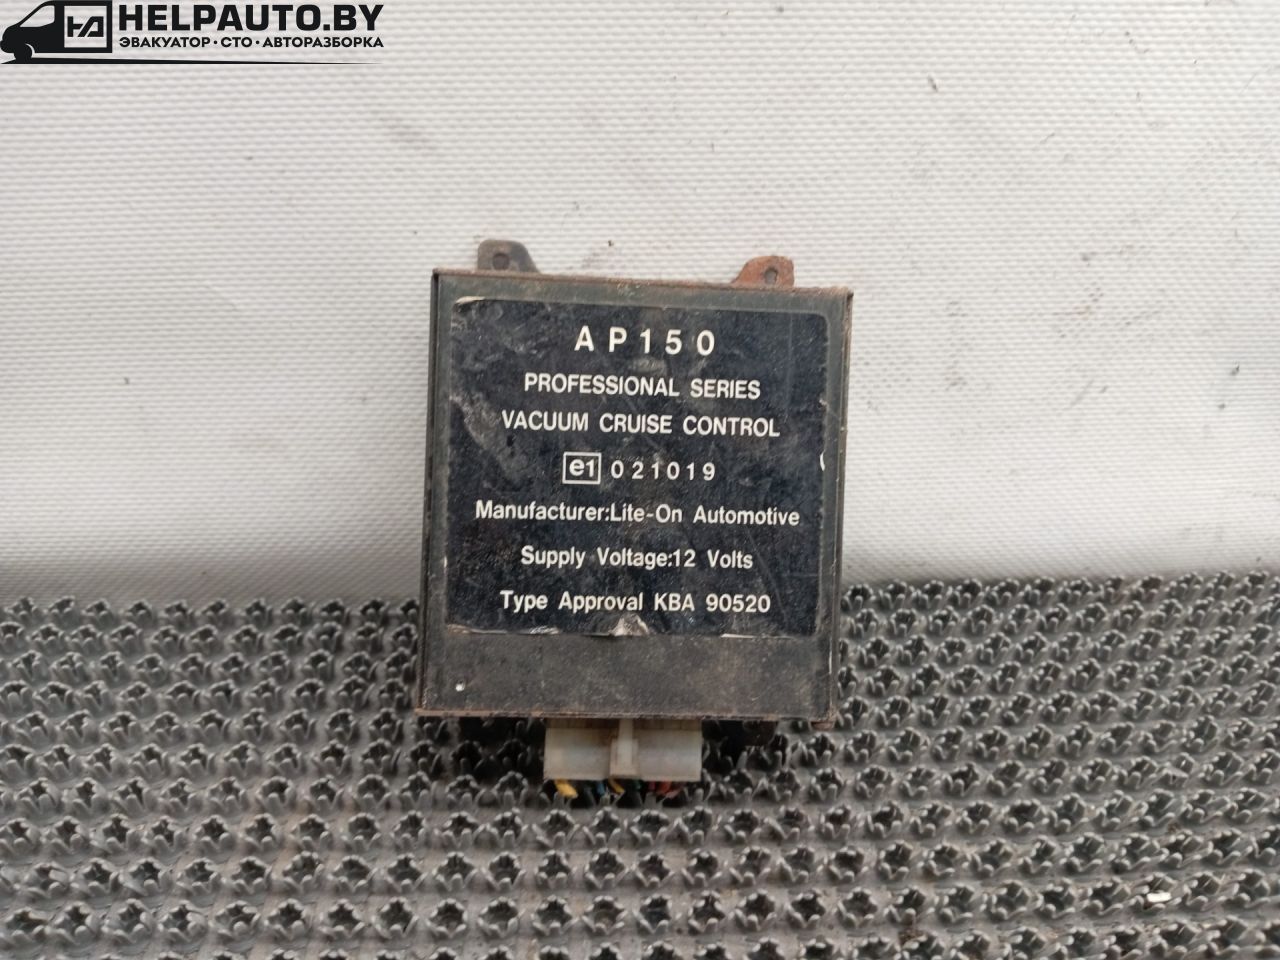 HELPAUTO.BY
ЭВАКУАТОР·СТО·АВТОРАЗБОРКА
AP150
PROFESSIONAL SERIES
VACUUM CRUISE CONTROL
e1 021019
Manufacturer:Lite-On Automotive
Supply Voltage:12 Volts
Type Approval KBA 90520